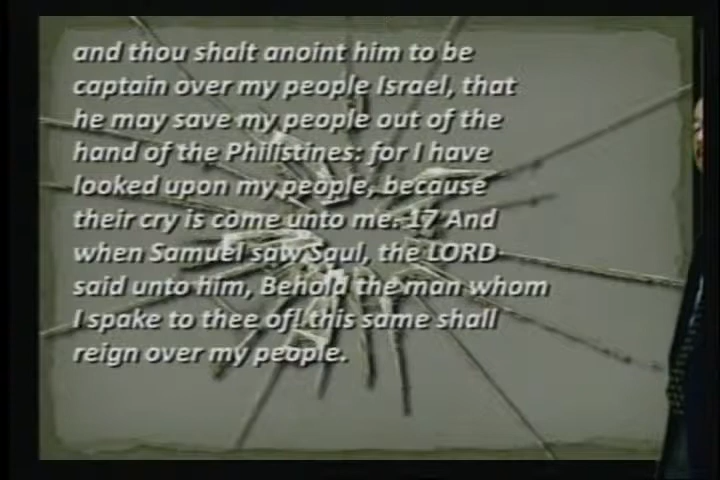 and thou shalt anoint him to be
captain over my people Israel, that
he may save my people out of the
hand of the Philistines: for I have
looked upon my people, because
their cry is come unto me. 17 And
when Samuel saw Saul, the LORD
said unto him, Behold the man whom
I spake to thee of! this same shall
reign over my people.